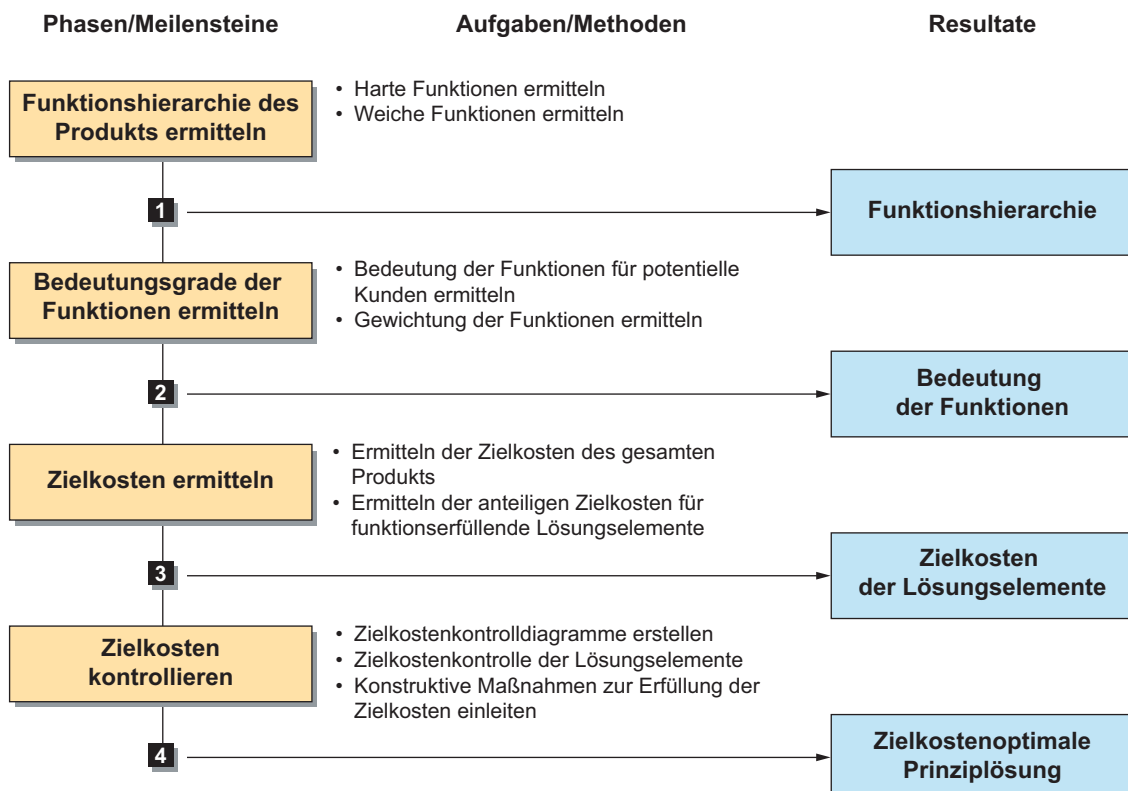 Phasen/Meilensteine
Aufgaben/Methoden
Resultate
Funktionshierarchie des
Produkts ermitteln
• Harte Funktionen ermitteln
• Weiche Funktionen ermitteln
1
Funktionshierarchie
Bedeutungsgrade der
Funktionen ermitteln
• Bedeutung der Funktionen für potentielle
Kunden ermitteln
• Gewichtung der Funktionen ermitteln
2
Bedeutung
der Funktionen
Zielkosten ermitteln
• Ermitteln der Zielkosten des gesamten
Produkts
• Ermitteln der anteiligen Zielkosten für
funktionserfüllende Lösungselemente
3
Zielkosten
der Lösungselemente
Zielkosten
kontrollieren
• Zielkostenkontrolldiagramme erstellen
• Zielkostenkontrolle der Lösungselemente
• Konstruktive Maßnahmen zur Erfüllung der
Zielkosten einleiten
4
Zielkostenoptimale
Prinziplösung